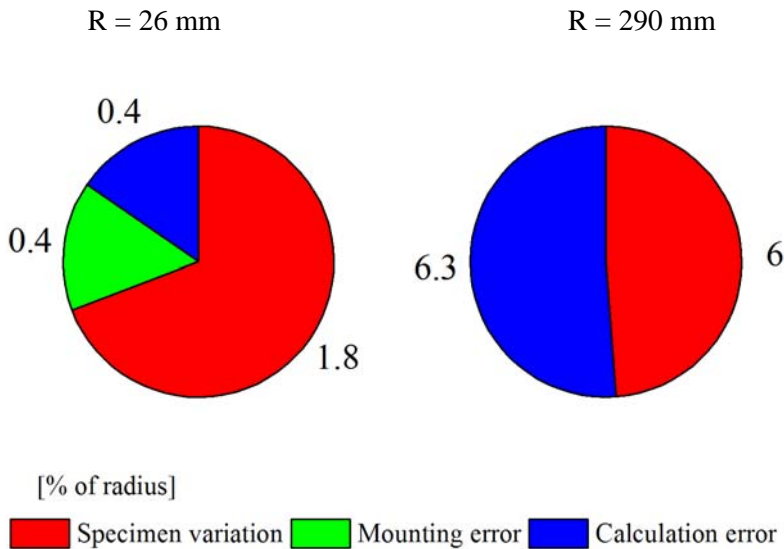 R = 26 mm
R = 290 mm
0.4
0.4
1.8
6.3
6
[% of radius]
Specimen variation
Mounting error
Calculation error